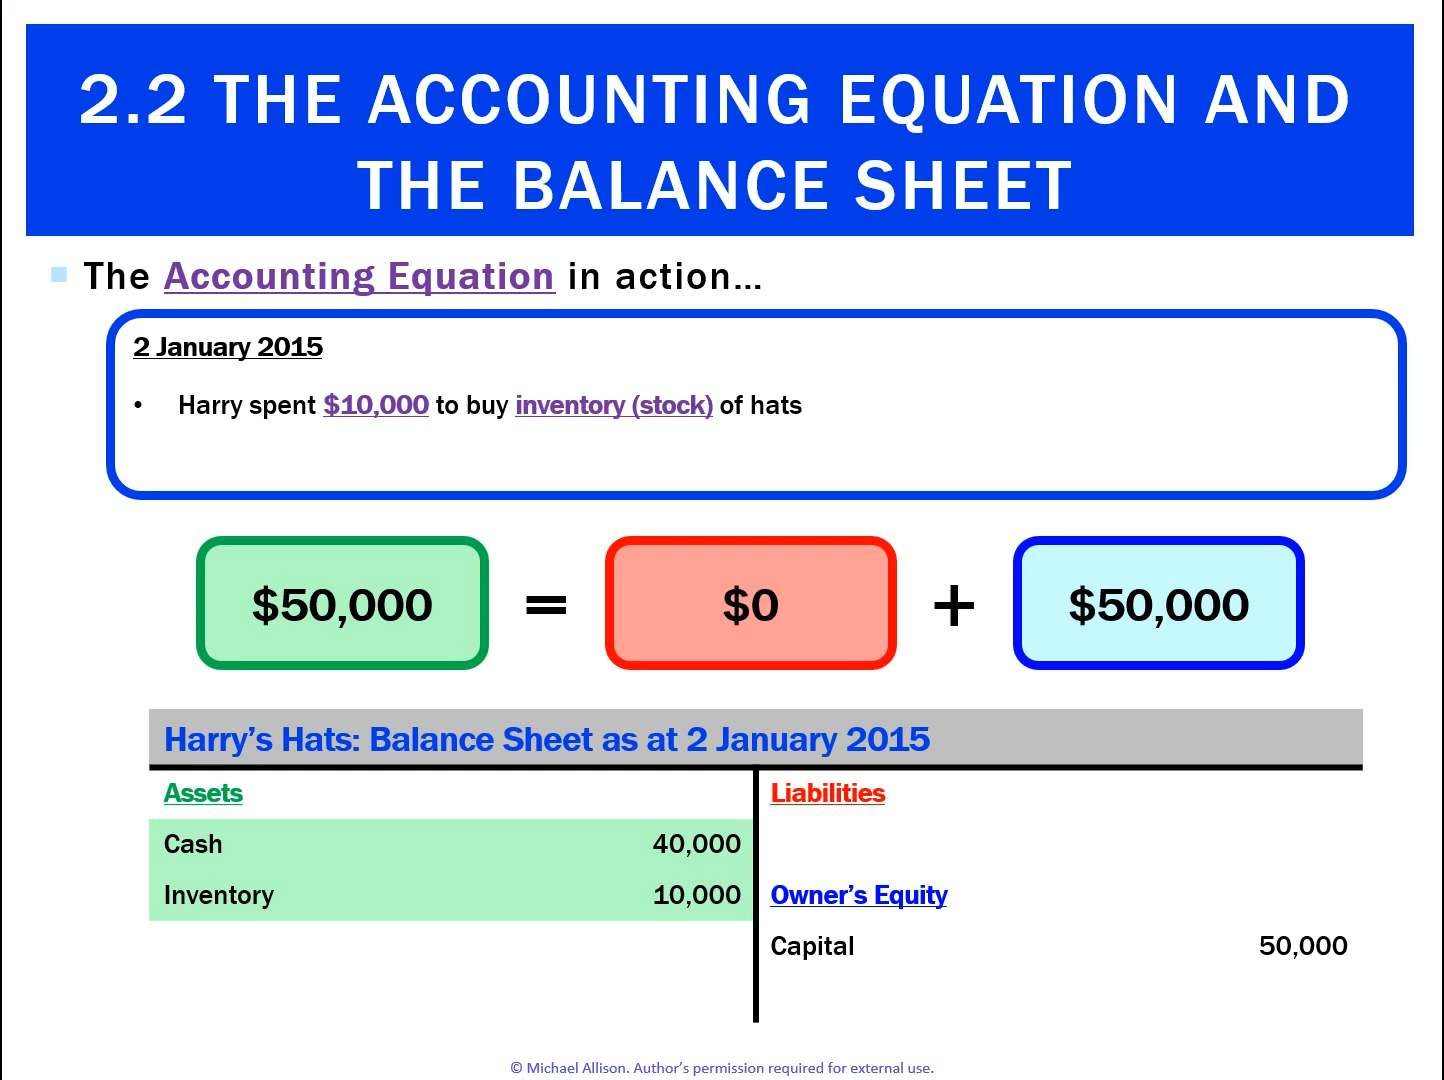 2.2 THE ACCOUNTING EQUATION AND
THE BALANCE SHEET
The Accounting Equation in action...
2 January 2015
• Harry spent $10,000 to buy inventory (stock) of hats
$50,000 = $0 + $50,000
Harry’s Hats: Balance Sheet as at 2 January 2015
Assets Liabilities
Cash 40,000
Inventory 10,000 Owner’s Equity
Capital 50,000
© Michael Allison. Author’s permission required for external use.